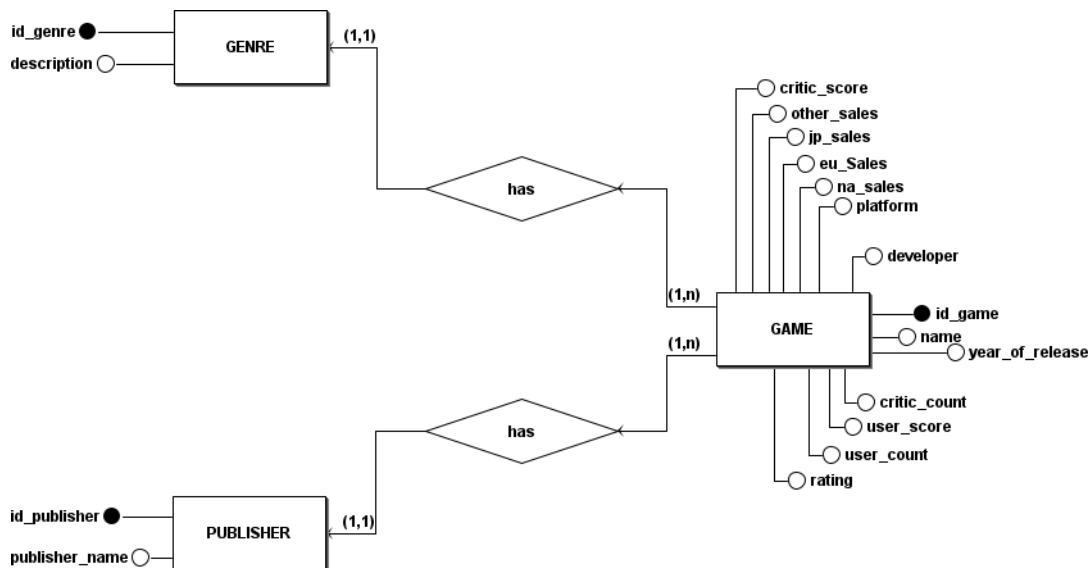 id_genre
description
GENRE
(1,1)
has
(1,n)
critic_score
other_sales
jp_sales
eu_Sales
na_sales
platform
developer
GAME
id_game
name
year_of_release
critic_count
user_score
user_count
rating
(1,n)
has
(1,1)
id_publisher
publisher_name
PUBLISHER